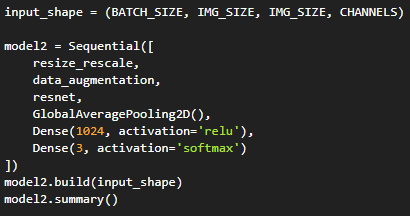 input_shape = (BATCH_SIZE, IMG_SIZE, IMG_SIZE, CHANNELS)

model2 = Sequential([
    resize_rescale,
    data_augmentation,
    resnet,
    GlobalAveragePooling2D(),
    Dense(1024, activation='relu'),
    Dense(3, activation='softmax')
])
model2.build(input_shape)
model2.summary()